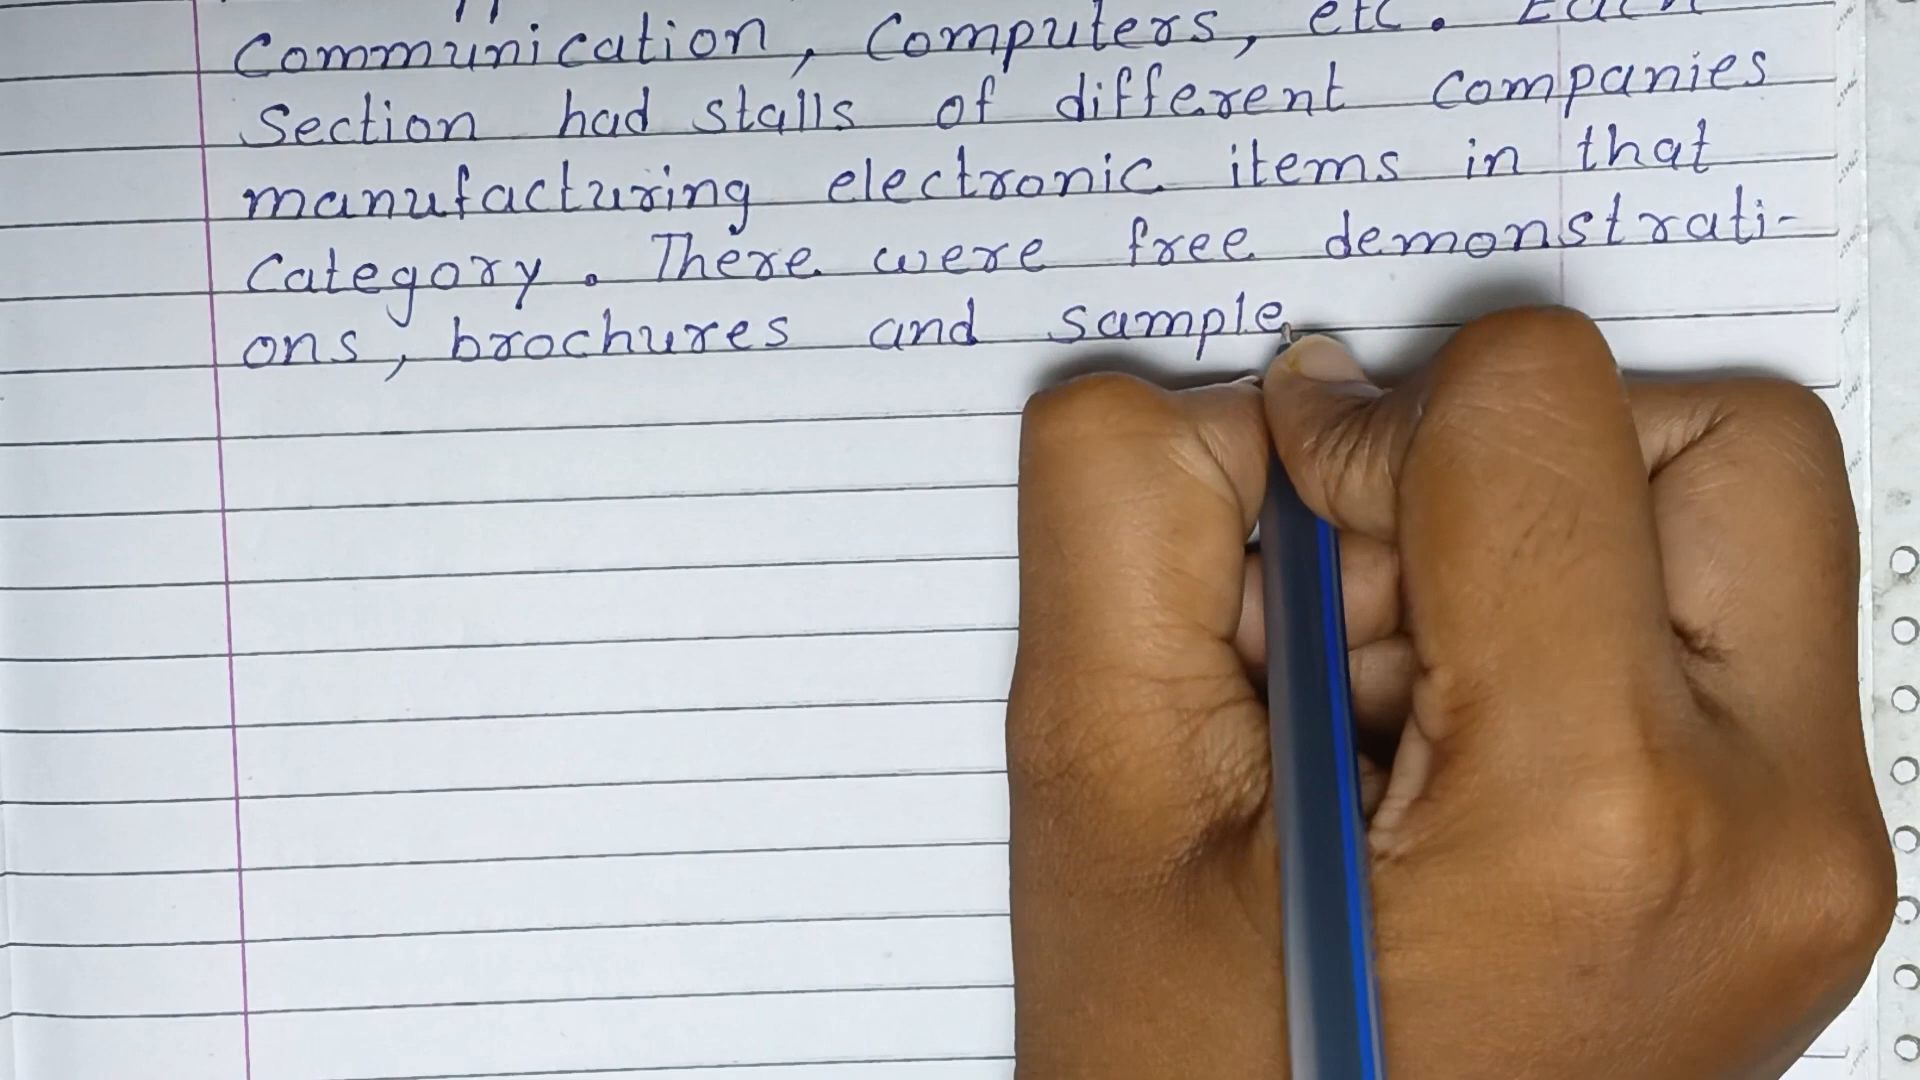 Communication, Computers, etc. Each
Section had stalls of different companies
manufacturing electronic items in that
Category. There were free demonstrati-
ons, brochures and sample